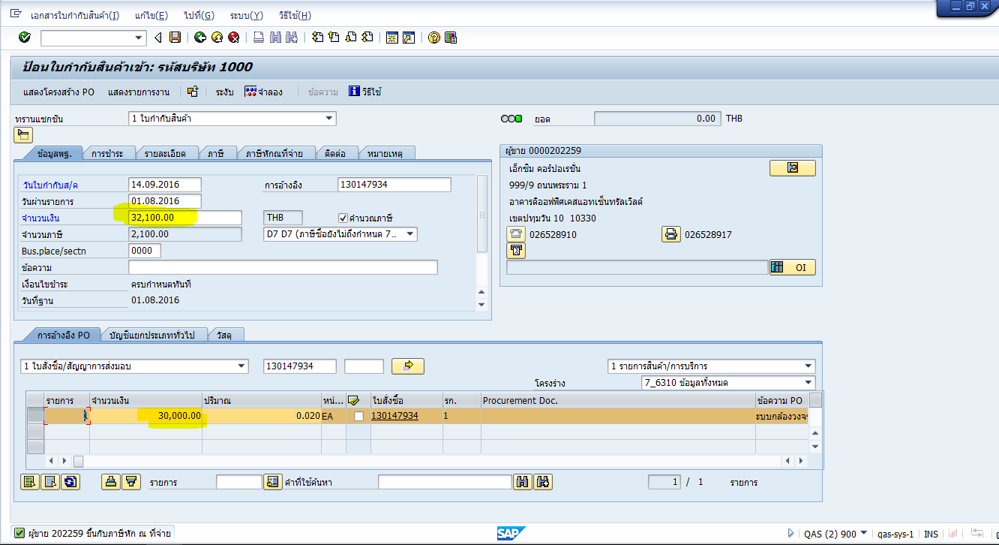 เอกสารใบกำกับสินค้า(I) แก้ไข(E) ไปที่(G) ระบบ(Y) วิธีใช้(H)
ป้อนใบกำกับสินค้าเข้า: รหัสบริษัท 1000
แสดงโครงสร้าง PO แสดงรายการงาน ระงับ จำลอง ข้อความ วิธีใช้
ทรานแซกชัน 1 ใบกำกับสินค้า ยอด 0.00 THB
ข้อมูลพฐ. การชำระ รายละเอียด ภาษี ภาษีหักณที่จ่าย ติดต่อ หมายเหตุ
วันใบกำกับส/ค 14.09.2016 การอ้างอิง 130147934
วันผ่านรายการ 01.08.2016
จำนวนเงิน 32,100.00 THB คำนวณภาษี
จำนวนภาษี 2,100.00 D7 D7 (ภาษีซื้อยังไม่ถึงกำหนด 7...
Bus.place/sectn 0000
ข้อความ
เงื่อนไขชำระ ครบกำหนดทันที
วันที่ฐาน 01.08.2016
ผู้ขาย 0000202259
เอ็กซิม คอร์ปอเรชั่น
999/9 ถนนพระราม 1
อาคารดิออฟฟิศเคสแอทเซ็นทรัลเวิลด์
เขตปทุมวัน 10 10330
026528910 026528917
OI
การอ้างอิง PO บัญชีแยกประเภททั่วไป วัสดุ
1 ใบสั่งซื้อ/สัญญาการส่งมอบ 130147934 1 รายการสินค้า/การบริการ
โครงร่าง 7_6310 ข้อมูลทั้งหมด
รายการ จำนวนเงิน ปริมาณ หน่... ใบสั่งซื้อ รก. Procurement Doc. ข้อความ PO
1 30,000.00 0.020 EA 130147934 1 ะบบกล้องวงจร
รายการ คำที่ใช้ค้นหา 1 / 1 รายการ
ผู้ขาย 202259 ขึ้นกับภาษีหัก ณ ที่จ่าย SAP QAS (2) 900 qas-sys-1 INS